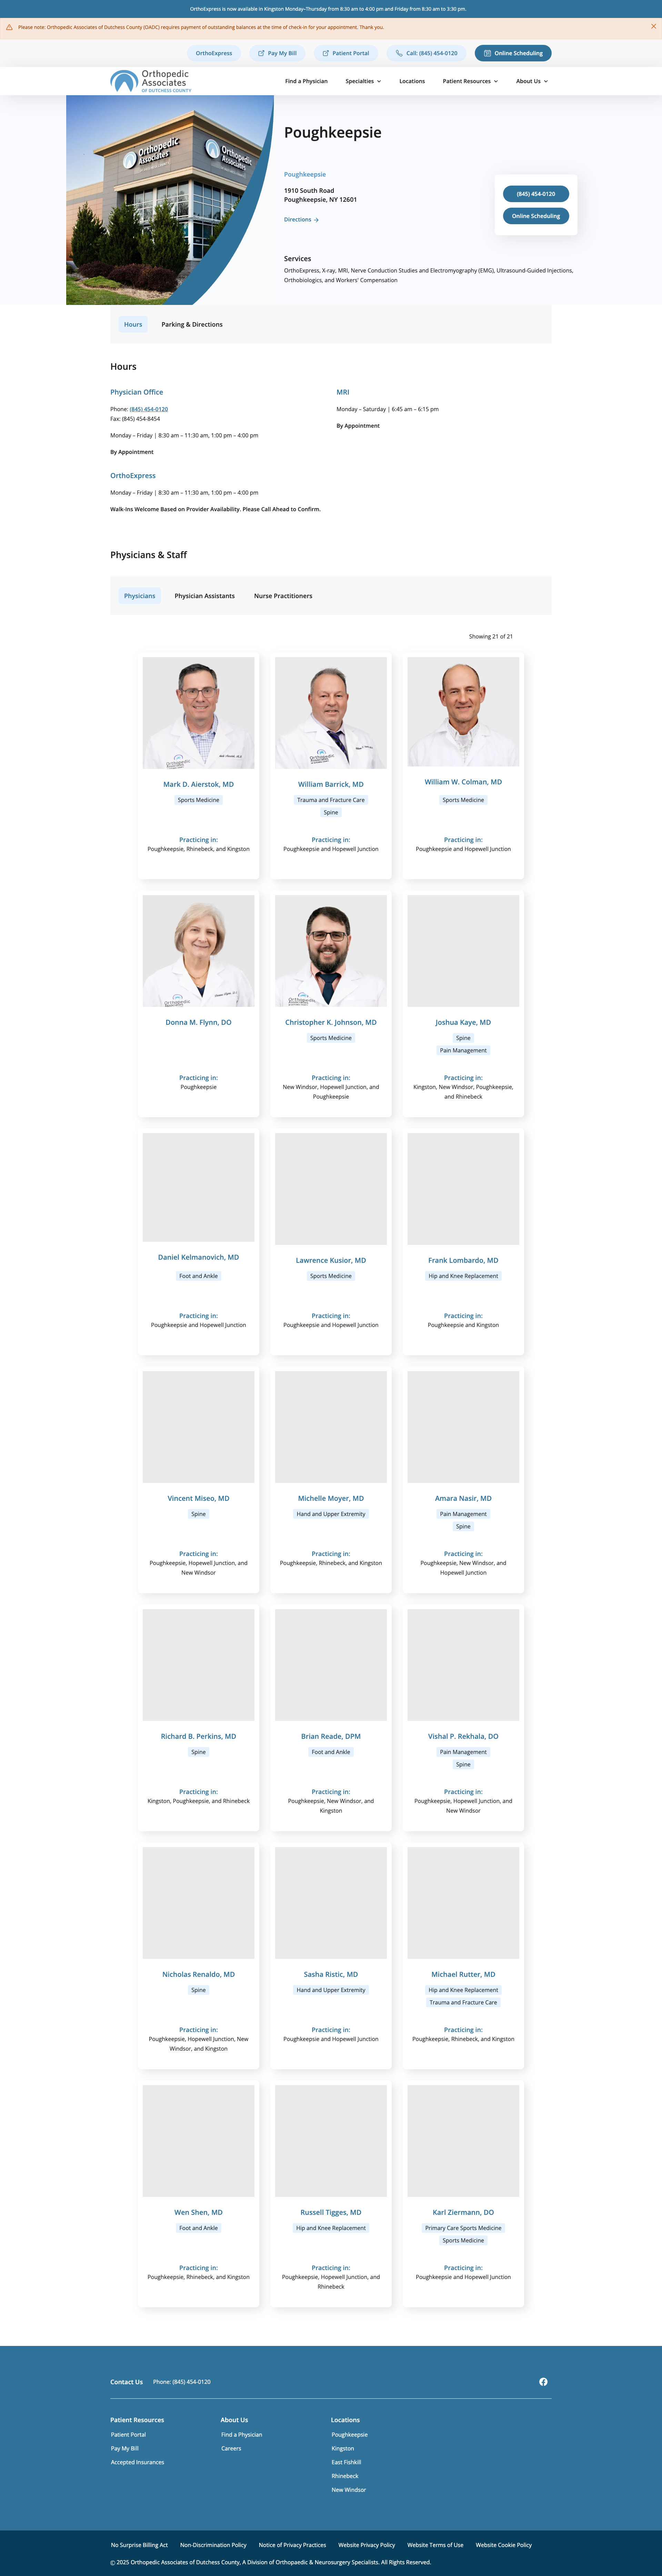 OrthoExpress is now available in Kingston Monday–Thursday from 8:30 am to 4:00 pm and Friday from 8:30 am to 3:30 pm.
Please note: Orthopedic Associates of Dutchess County (OADC) requires payment of outstanding balances at the time of check-in for your appointment. Thank you.
OrthoExpress Pay My Bill Patient Portal Call: (845) 454-0120 Online Scheduling
Orthopedic
Associates
OF DUTCHESS COUNTY
Find a Physician Specialties Locations Patient Resources About Us
Orthopedic
Associates
Orthopedic
Associates
Poughkeepsie
Poughkeepsie
1910 South Road
Poughkeepsie, NY 12601
Directions
(845) 454-0120
Online Scheduling
Services
OrthoExpress, X-ray, MRI, Nerve Conduction Studies and Electromyography (EMG), Ultrasound-Guided Injections,
Orthobiologics, and Workers' Compensation
Hours Parking & Directions
Hours
Physician Office
Phone: (845) 454-0120
Fax: (845) 454-8454
Monday – Friday | 8:30 am – 11:30 am, 1:00 pm – 4:00 pm
By Appointment
MRI
Monday – Saturday | 6:45 am – 6:15 pm
By Appointment
OrthoExpress
Monday – Friday | 8:30 am – 11:30 am, 1:00 pm – 4:00 pm
Walk-Ins Welcome Based on Provider Availability. Please Call Ahead to Confirm.
Physicians & Staff
Physicians Physician Assistants Nurse Practitioners
Showing 21 of 21
Mark D. Aierstok, MD
Sports Medicine
Practicing in:
Poughkeepsie, Rhinebeck, and Kingston
William Barrick, MD
Trauma and Fracture Care
Spine
Practicing in:
Poughkeepsie and Hopewell Junction
William W. Colman, MD
Sports Medicine
Practicing in:
Poughkeepsie and Hopewell Junction
Donna M. Flynn, DO
Practicing in:
Poughkeepsie
Christopher K. Johnson, MD
Sports Medicine
Practicing in:
New Windsor, Hopewell Junction, and
Poughkeepsie
Joshua Kaye, MD
Spine
Pain Management
Practicing in:
Kingston, New Windsor, Poughkeepsie,
and Rhinebeck
Daniel Kelmanovich, MD
Foot and Ankle
Practicing in:
Poughkeepsie and Hopewell Junction
Lawrence Kusior, MD
Sports Medicine
Practicing in:
Poughkeepsie and Hopewell Junction
Frank Lombardo, MD
Hip and Knee Replacement
Practicing in:
Poughkeepsie and Kingston
Vincent Miseo, MD
Spine
Practicing in:
Poughkeepsie, Hopewell Junction, and
New Windsor
Michelle Moyer, MD
Hand and Upper Extremity
Practicing in:
Poughkeepsie, Rhinebeck, and Kingston
Amara Nasir, MD
Pain Management
Spine
Practicing in:
Poughkeepsie, New Windsor, and
Hopewell Junction
Richard B. Perkins, MD
Spine
Practicing in:
Kingston, Poughkeepsie, and Rhinebeck
Brian Reade, DPM
Foot and Ankle
Practicing in:
Poughkeepsie, New Windsor, and
Kingston
Vishal P. Rekhala, DO
Pain Management
Spine
Practicing in:
Poughkeepsie, Hopewell Junction, and
New Windsor
Nicholas Renaldo, MD
Spine
Practicing in:
Poughkeepsie, Hopewell Junction, New
Windsor, and Kingston
Sasha Ristic, MD
Hand and Upper Extremity
Practicing in:
Poughkeepsie and Hopewell Junction
Michael Rutter, MD
Hip and Knee Replacement
Trauma and Fracture Care
Practicing in:
Poughkeepsie, Rhinebeck, and Kingston
Wen Shen, MD
Foot and Ankle
Practicing in:
Poughkeepsie, Rhinebeck, and Kingston
Russell Tigges, MD
Hip and Knee Replacement
Practicing in:
Poughkeepsie, Hopewell Junction, and
Rhinebeck
Karl Ziermann, DO
Primary Care Sports Medicine
Sports Medicine
Practicing in:
Poughkeepsie and Hopewell Junction
Contact Us Phone: (845) 454-0120
Patient Resources
Patient Portal
Pay My Bill
Accepted Insurances
About Us
Find a Physician
Careers
Locations
Poughkeepsie
Kingston
East Fishkill
Rhinebeck
New Windsor
No Surprise Billing Act Non-Discrimination Policy Notice of Privacy Practices Website Privacy Policy Website Terms of Use Website Cookie Policy
© 2025 Orthopedic Associates of Dutchess County, A Division of Orthopaedic & Neurosurgery Specialists. All Rights Reserved.